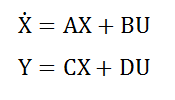 Ẋ = AX + BU
Y = CX + DU